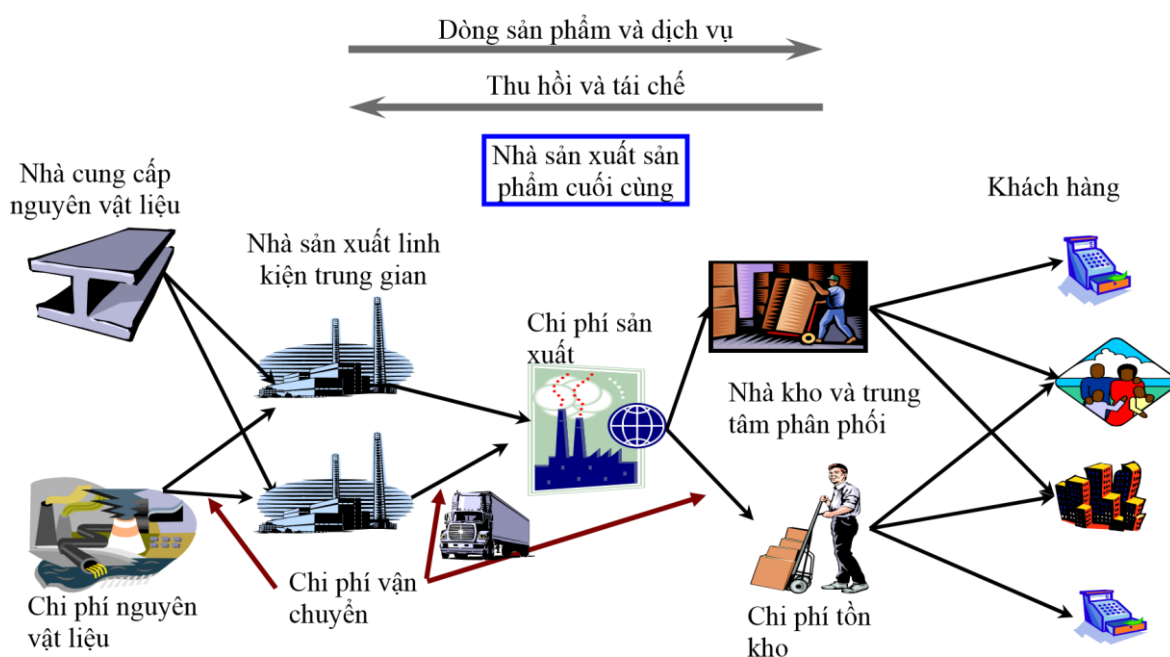 Dòng sản phẩm và dịch vụ
Thu hồi và tái chế
Nhà sản xuất sản
phẩm cuối cùng
Nhà cung cấp
nguyên vật liệu
Khách hàng
Nhà sản xuất linh
kiện trung gian
Chi phí sản
xuất
Nhà kho và trung
tâm phân phối
Chi phí vận
chuyển
Chi phí nguyên
vật liệu
Chi phí tồn
kho